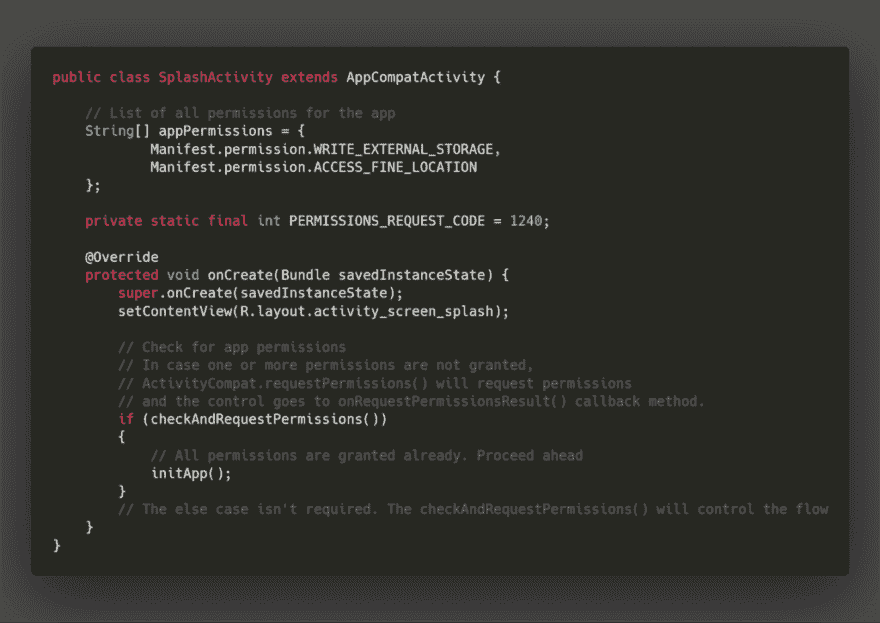 public class SplashActivity extends AppCompatActivity {
// List of all permissions for the app
String[] appPermissions = {
Manifest.permission.WRITE_EXTERNAL_STORAGE,
Manifest.permission.ACCESS_FINE_LOCATION
};
private static final int PERMISSIONS_REQUEST_CODE = 1240;
@Override
protected void onCreate(Bundle savedInstanceState) {
super.onCreate(savedInstanceState);
setContentView(R.layout.activity_screen_splash);
// Check for app permissions
// In case one or more permissions are not granted,
// ActivityCompat.requestPermissions() will request permissions
// and the control goes to onRequestPermissionsResult() callback method.
if (checkAndRequestPermissions())
{
// All permissions are granted already. Proceed ahead
initApp();
}
// The else case isn't required. The checkAndRequestPermissions() will control the flow
}
}